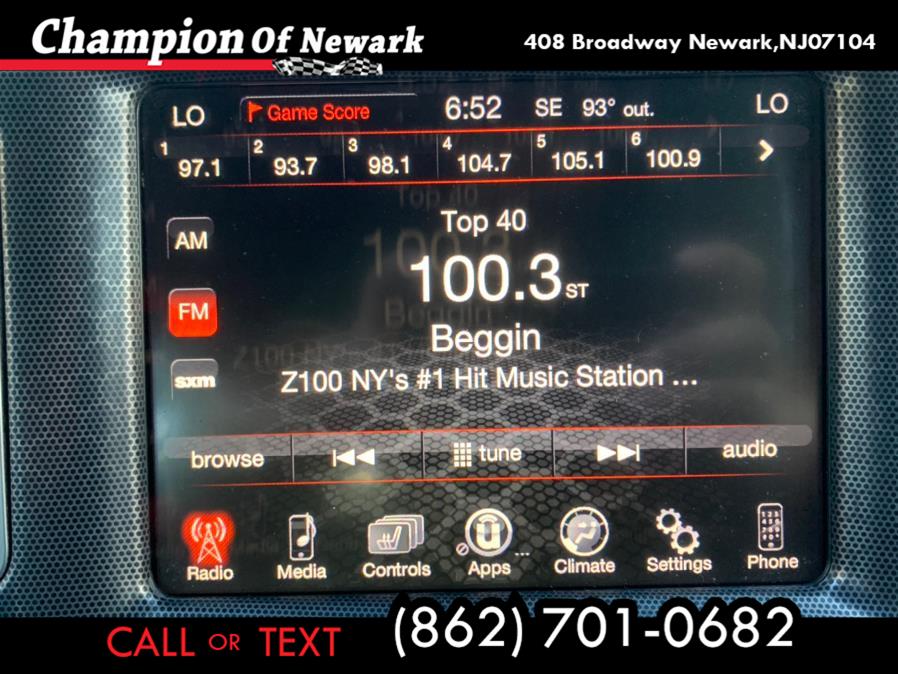 Champion Of Newark
408 Broadway Newark,NJ07104
LO Game Score 6:52 SE 93° out. LO
1 97.1 2 93.7 3 98.1 4 104.7 5 105.1 6 100.9
Top 40
AM
100.3 ST
FM
Beggin
sxm
Z100 NY's #1 Hit Music Station ...
browse tune audio
Radio Media Controls Apps ... Climate Settings Phone
CALL OR TEXT (862) 701-0682